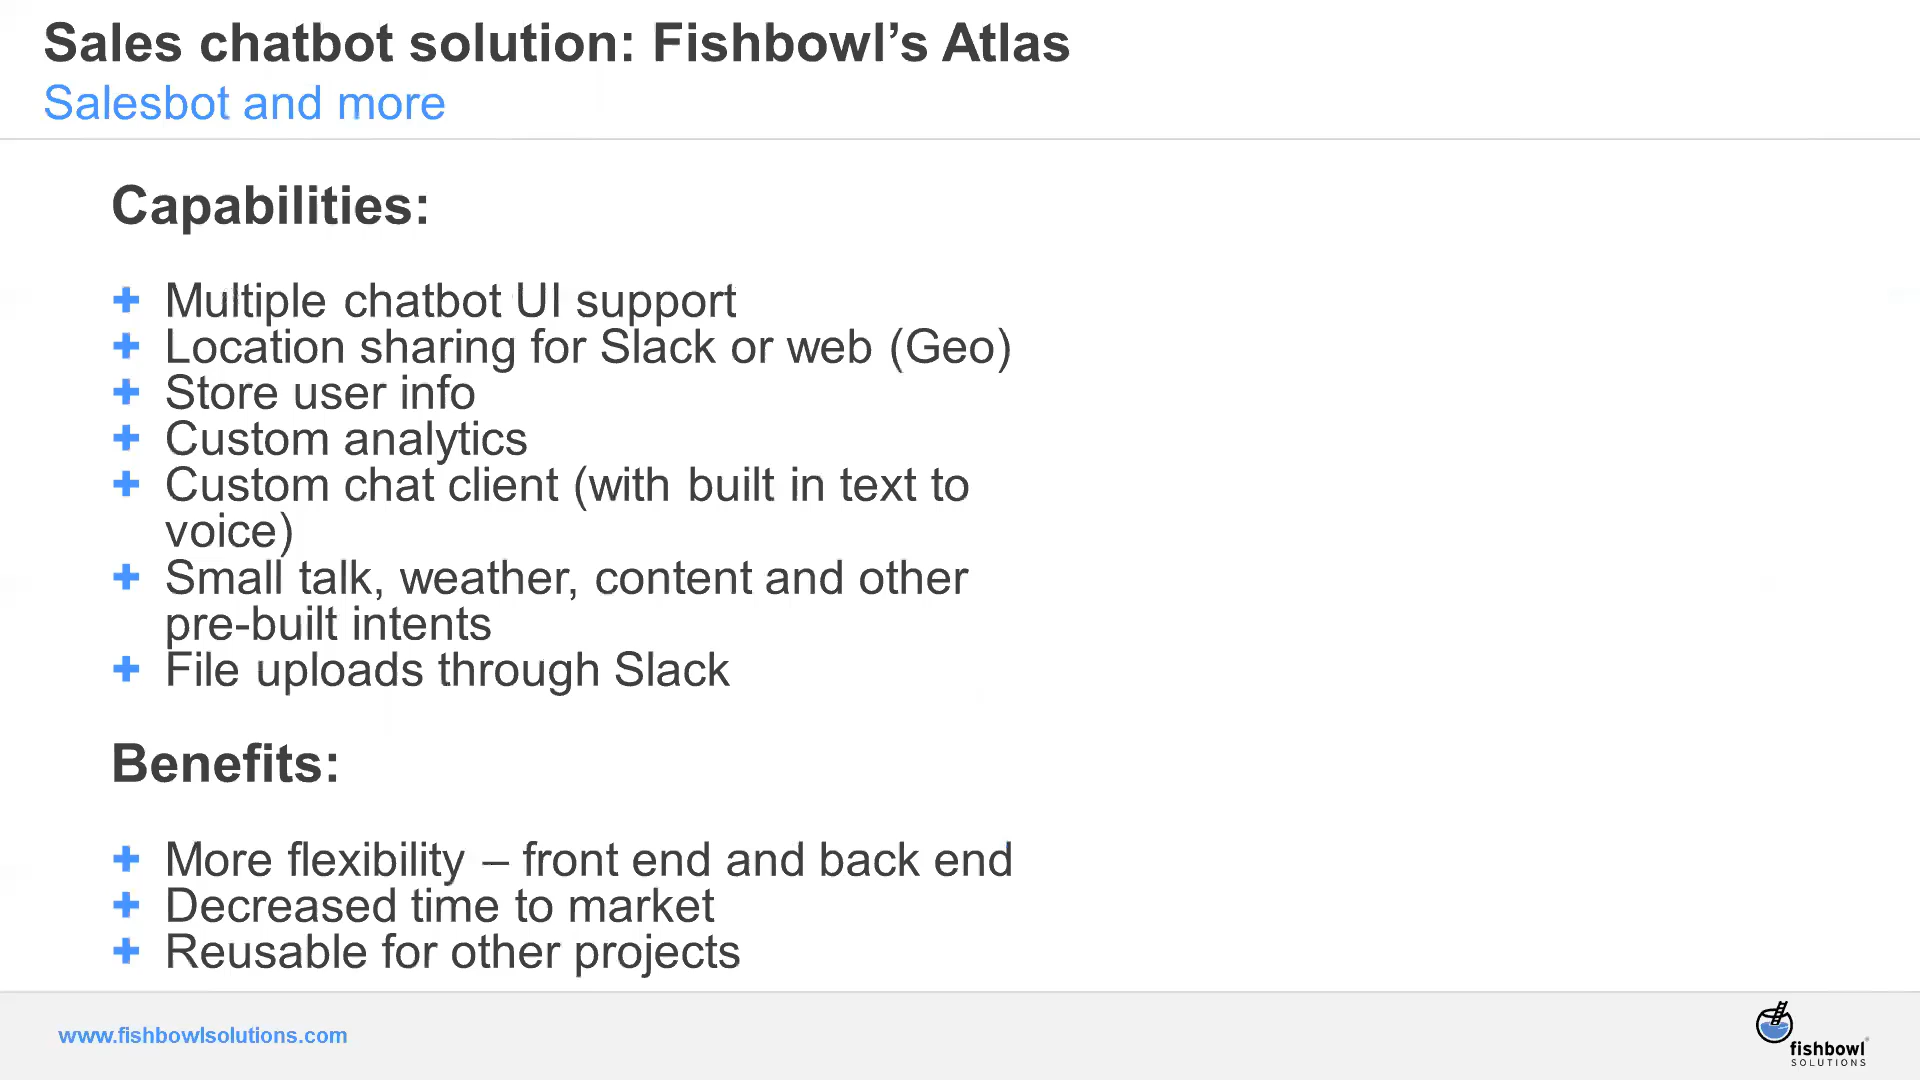 Sales chatbot solution: Fishbowl’s Atlas
Salesbot and more
Capabilities:
Multiple chatbot UI support
Location sharing for Slack or web (Geo)
Store user info
Custom analytics
Custom chat client (with built in text to
voice)
Small talk, weather, content and other
pre-built intents
File uploads through Slack
Benefits:
More flexibility – front end and back end
Decreased time to market
Reusable for other projects
www.fishbowlsolutions.com
fishbowl
SOLUTIONS